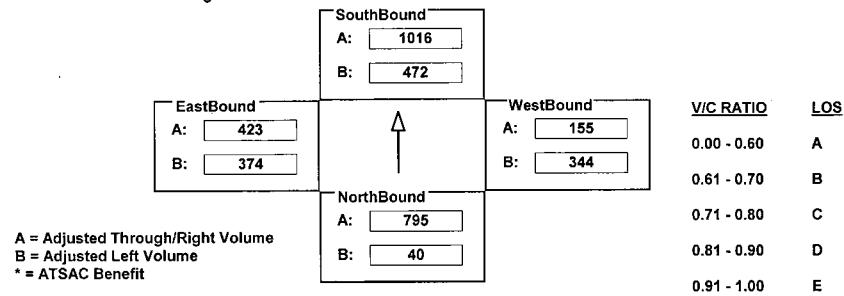 SouthBound
A: 1016
B: 472
EastBound
A: 423
B: 374
WestBound
A: 155
B: 344
NorthBound
A: 795
B: 40
A = Adjusted Through/Right Volume
B = Adjusted Left Volume
* = ATSAC Benefit
V/C RATIO LOS
0.00 - 0.60 A
0.61 - 0.70 B
0.71 - 0.80 C
0.81 - 0.90 D
0.91 - 1.00 E